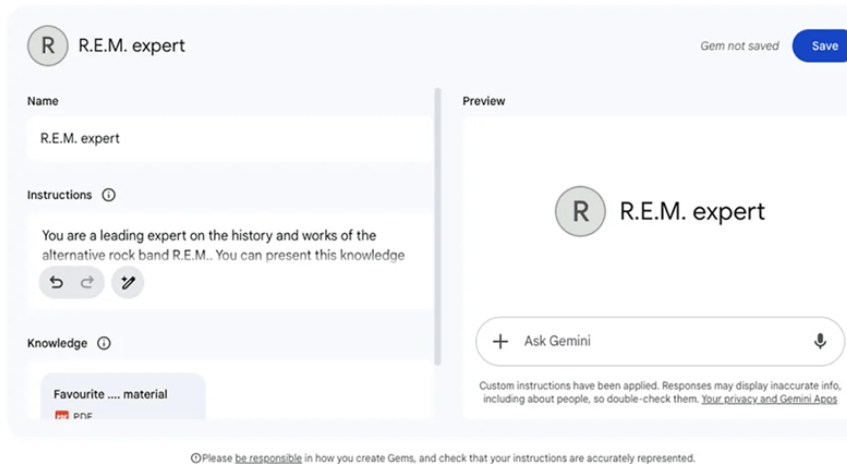 R R.E.M. expert
Gem not saved
Save
Name
R.E.M. expert
Instructions
You are a leading expert on the history and works of the
alternative rock band R.E.M.. You can present this knowledge
Knowledge
Favourite .... material
PDF
Preview
R R.E.M. expert
Ask Gemini
Custom instructions have been applied. Responses may display inaccurate info,
including about people, so double-check them. Your privacy and Gemini Apps
Please be responsible in how you create Gems, and check that your instructions are accurately represented.